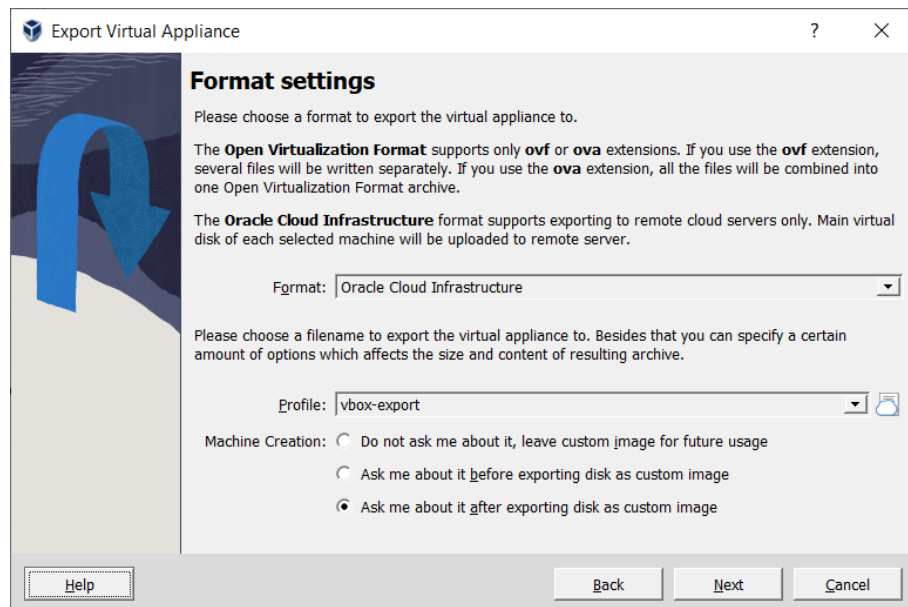 Export Virtual Appliance
?
Format settings
Please choose a format to export the virtual appliance to.
The Open Virtualization Format supports only ovf or ova extensions. If you use the ovf extension,
several files will be written separately. If you use the ova extension, all the files will be combined into
one Open Virtualization Format archive.
The Oracle Cloud Infrastructure format supports exporting to remote cloud servers only. Main virtual
disk of each selected machine will be uploaded to remote server.
Format: Oracle Cloud Infrastructure
Please choose a filename to export the virtual appliance to. Besides that you can specify a certain
amount of options which affects the size and content of resulting archive.
Profile: vbox-export
Machine Creation: Do not ask me about it, leave custom image for future usage
Ask me about it before exporting disk as custom image
Ask me about it after exporting disk as custom image
Help Back Next Cancel